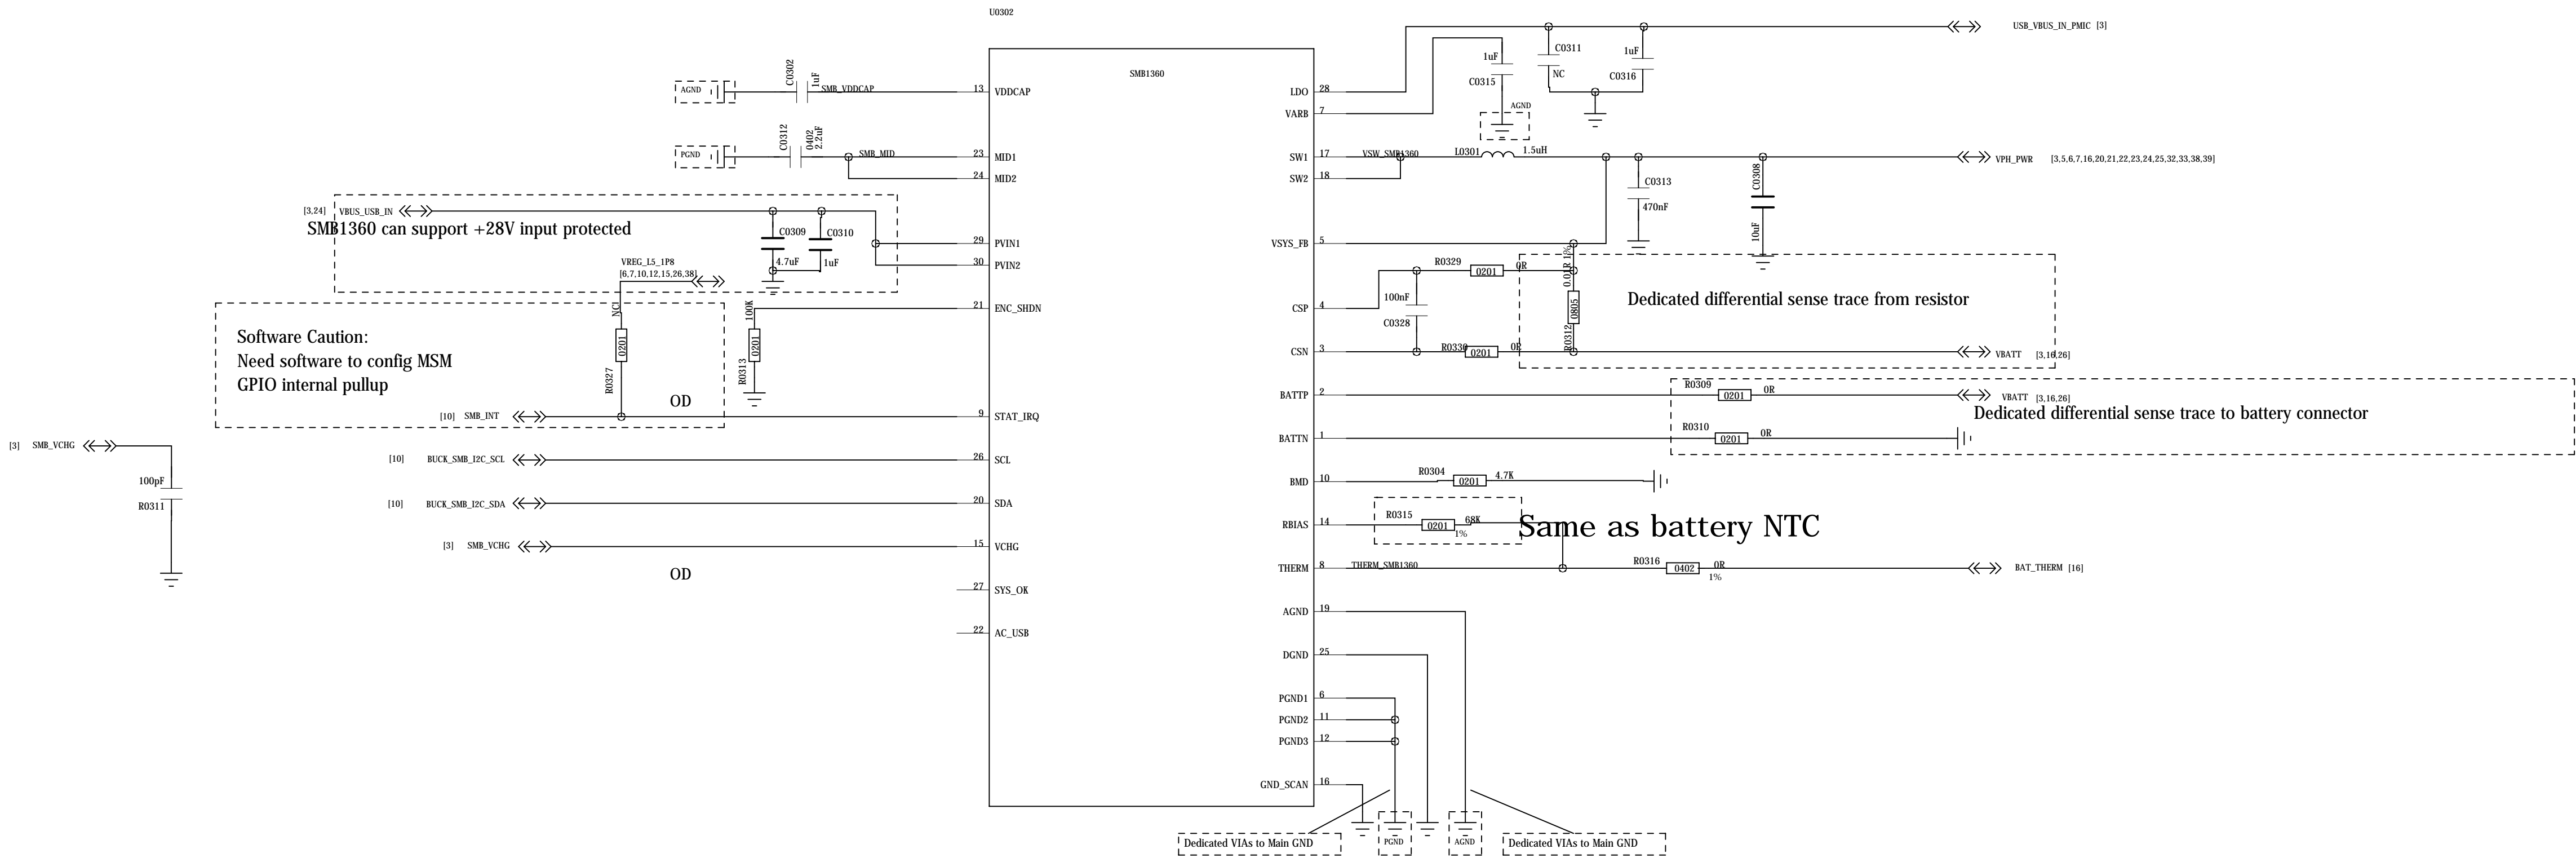 U0302
SMB1360
AGND
C0302
1uF
SMB_VDDCAP
13 VDDCAP
PGND
C0312
0402
2.2uF
SMB_MID
23 MID1
24 MID2
[3,24] VBUS_USB_IN
SMB1360 can support +28V input protected
C0309
4.7uF
C0310
1uF
29 PVIN1
30 PVIN2
VREG_L5_1P8
[6,7,10,12,15,26,38]
NC
0201
R0327
100K
0201
R0313
21 ENC_SHDN
Software Caution:
Need software to config MSM
GPIO internal pullup
OD
[10] SMB_INT
9 STAT_IRQ
[3] SMB_VCHG
100pF
R0311
[10] BUCK_SMB_I2C_SCL
26 SCL
[10] BUCK_SMB_I2C_SDA
20 SDA
[3] SMB_VCHG
15 VCHG
OD
27 SYS_OK
22 AC_USB
USB_VBUS_IN_PMIC [3]
C0311
NC
1uF
C0316
1uF
C0315
AGND
LDO 28
VARB 7
SW1 17
VSW_SMB1360
L0301
1.5uH
VPH_PWR [3,5,6,7,16,20,21,22,23,24,25,32,33,38,39]
SW2 18
C0313
470nF
C0308
10uF
VSYS_FB 5
R0329
0201
0R
0.01R 1%
0805
R0312
100nF
C0328
CSP 4
Dedicated differential sense trace from resistor
CSN 3
R0330
0201
0R
VBATT [3,16,26]
BATTP 2
R0309
0201
0R
VBATT [3,16,26]
Dedicated differential sense trace to battery connector
BATTN 1
R0310
0201
0R
BMD 10
R0304
0201
4.7K
RBIAS 14
R0315
0201
68K
1%
Same as battery NTC
THERM 8
THERM_SMB1360
R0316
0402
0R
1%
BAT_THERM [16]
AGND 19
DGND 25
PGND1 6
PGND2 11
PGND3 12
GND_SCAN 16
Dedicated VIAs to Main GND
PGND
AGND
Dedicated VIAs to Main GND